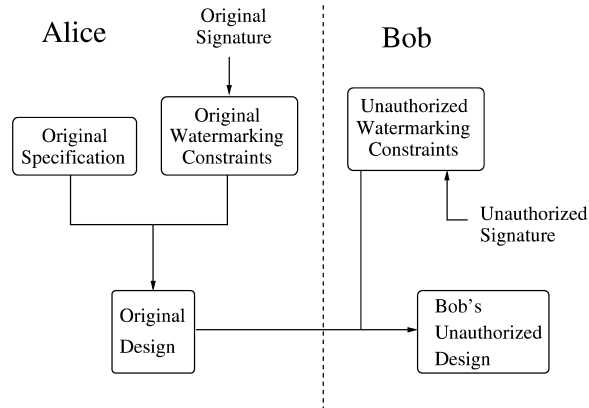 Alice
Original
Signature
Original
Specification
Original
Watermarking
Constraints
Original
Design
Bob
Unauthorized
Watermarking
Constraints
Unauthorized
Signature
Bob's
Unauthorized
Design